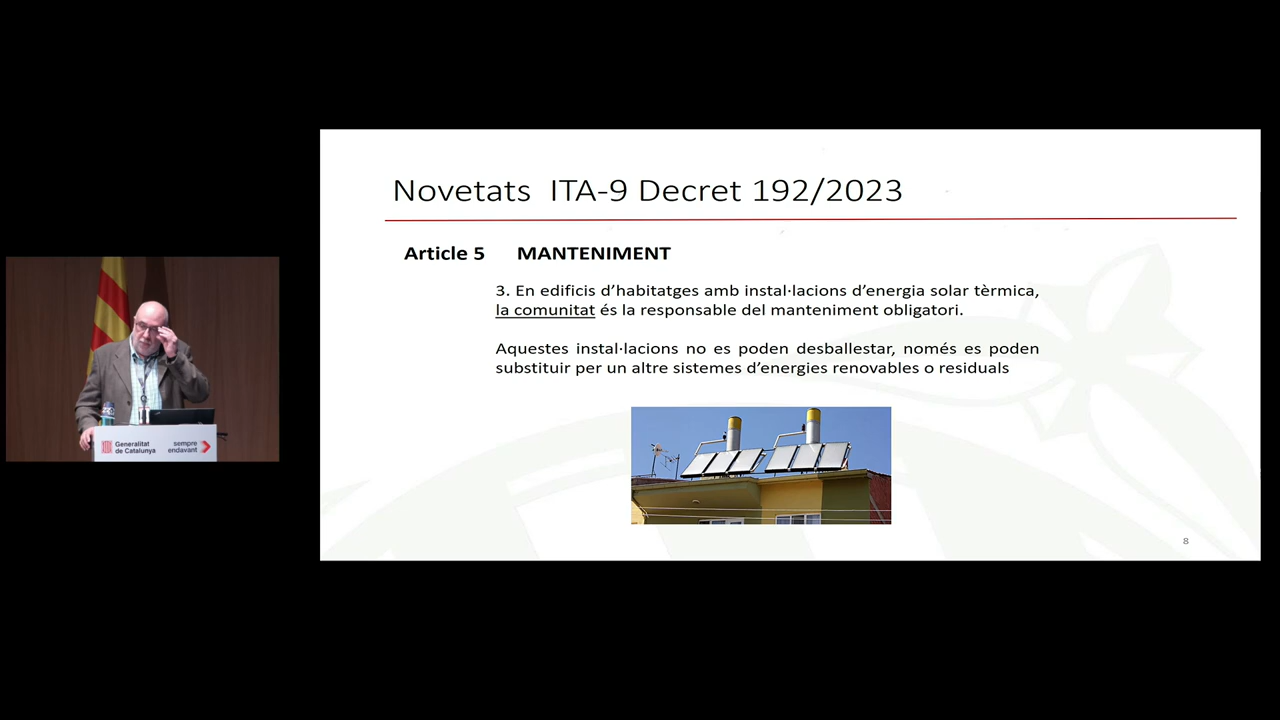 Novetats ITA-9 Decret 192/2023
Article 5 MANTENIMENT
3. En edificis d’habitatges amb instal·lacions d’energia solar tèrmica,
la comunitat és la responsable del manteniment obligatori.
Aquestes instal·lacions no es poden desballestar, només es poden
substituir per un altre sistemes d’energies renovables o residuals
8
Generalitat
de Catalunya
sempre
endavant